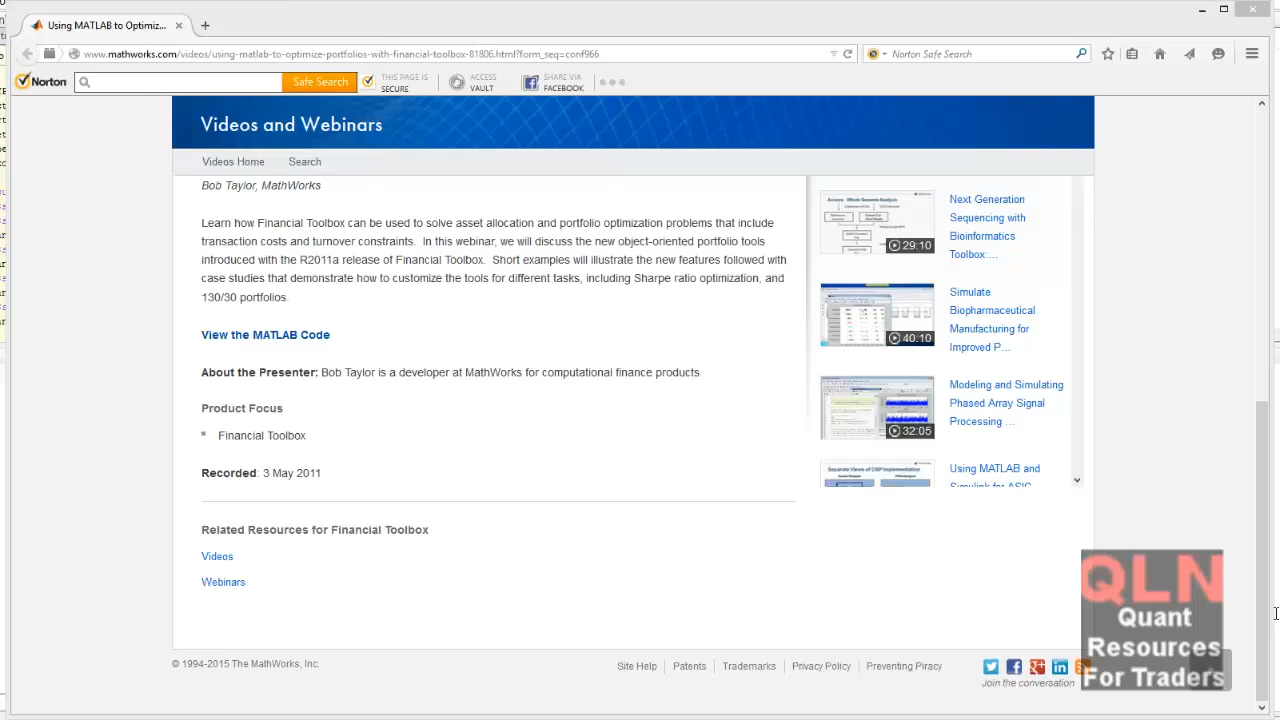 Using MATLAB to Optimiz...
www.mathworks.com/videos/using-matlab-to-optimize-portfolios-with-financial-toolbox-81806.html?form_seq=conf966
Norton Safe Search
Norton
Safe Search
THIS PAGE IS
SECURE
ACCESS
VAULT
SHARE VIA
FACEBOOK
Videos and Webinars
Videos Home
Search
Bob Taylor, MathWorks
Learn how Financial Toolbox can be used to solve asset allocation and portfolio optimization problems that include
transaction costs and turnover constraints. In this webinar, we will discuss the new object-oriented portfolio tools
introduced with the R2011a release of Financial Toolbox. Short examples will illustrate the new features followed with
case studies that demonstrate how to customize the tools for different tasks, including Sharpe ratio optimization, and
130/30 portfolios.
View the MATLAB Code
About the Presenter: Bob Taylor is a developer at MathWorks for computational finance products.
Product Focus
Financial Toolbox
Recorded: 3 May 2011
Related Resources for Financial Toolbox
Videos
Webinars
29:10
Next Generation
Sequencing with
Bioinformatics
Toolbox:...
40:10
Simulate
Biopharmaceutical
Manufacturing for
Improved P...
32:05
Modeling and Simulating
Phased Array Signal
Processing ...
Using MATLAB and
Simulink for ASIC
QLN
Quant
Resources
For Traders
© 1994-2015 The MathWorks, Inc.
Site Help
Patents
Trademarks
Privacy Policy
Preventing Piracy
Join the conversation